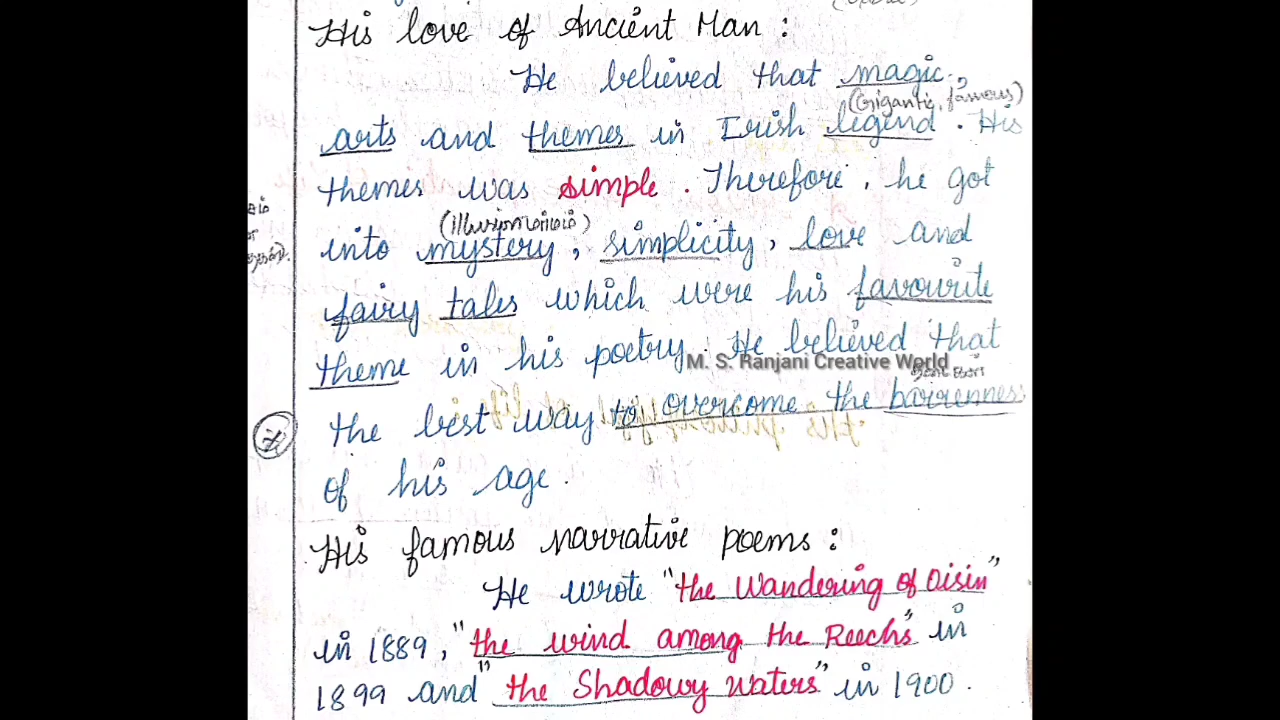 His love of Ancient Man :
He believed that magic,
(Gigantic, famous)
arts and themes in Irish legend. His
themes was simple. Therefore, he got
into mystery, simplicity, love and
fairy tales which were his favourite
theme in his poetry. He believed that
M. S. Ranjani Creative World
the best way to overcome the barrenness
of his age.
His famous narrative poems :
He wrote "the Wandering of Oisin"
in 1889, "the wind among the Reechs" in
1899 and "the Shadowy Waters" in 1900.